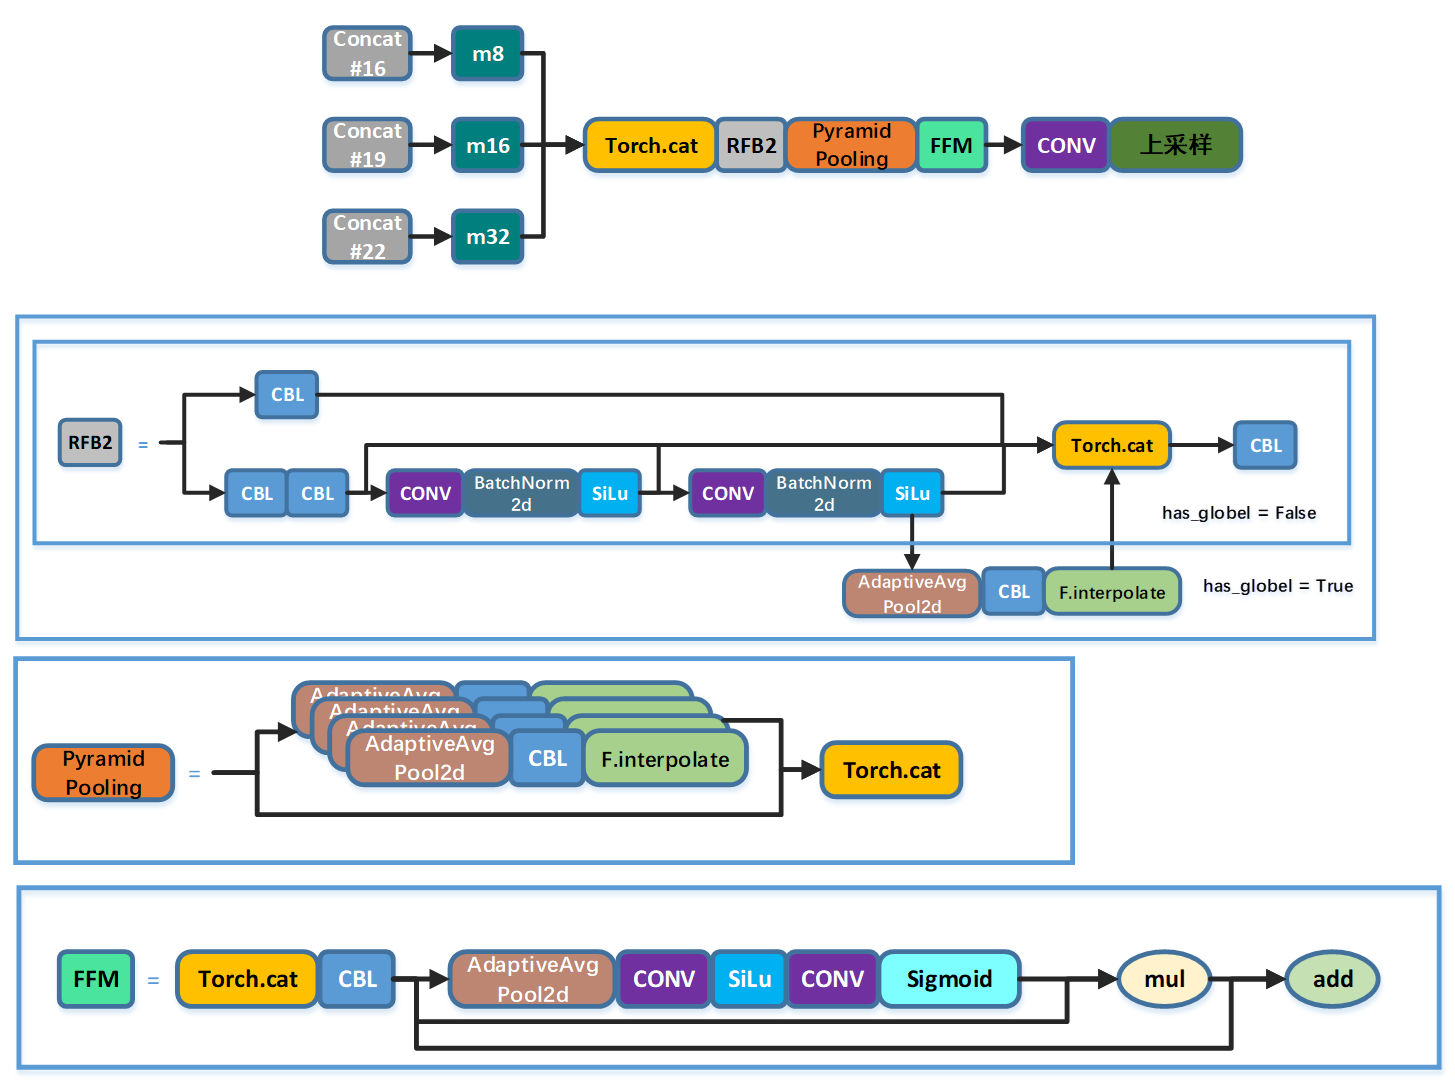 Concat
#16
m8
Concat
#19
m16
Concat
#22
m32
Torch.cat
RFB2
Pyramid
Pooling
FFM
CONV
上采样
RFB2
=
CBL
CBL
CBL
CONV
BatchNorm
2d
SiLu
CONV
BatchNorm
2d
SiLu
Torch.cat
CBL
has_globel = False
AdaptiveAvg
Pool2d
CBL
F.interpolate
has_globel = True
Pyramid
Pooling
=
AdaptiveAvg
AdaptiveAvg
AdaptiveAvg
AdaptiveAvg
Pool2d
CBL
F.interpolate
Torch.cat
FFM
=
Torch.cat
CBL
AdaptiveAvg
Pool2d
CONV
SiLu
CONV
Sigmoid
mul
add